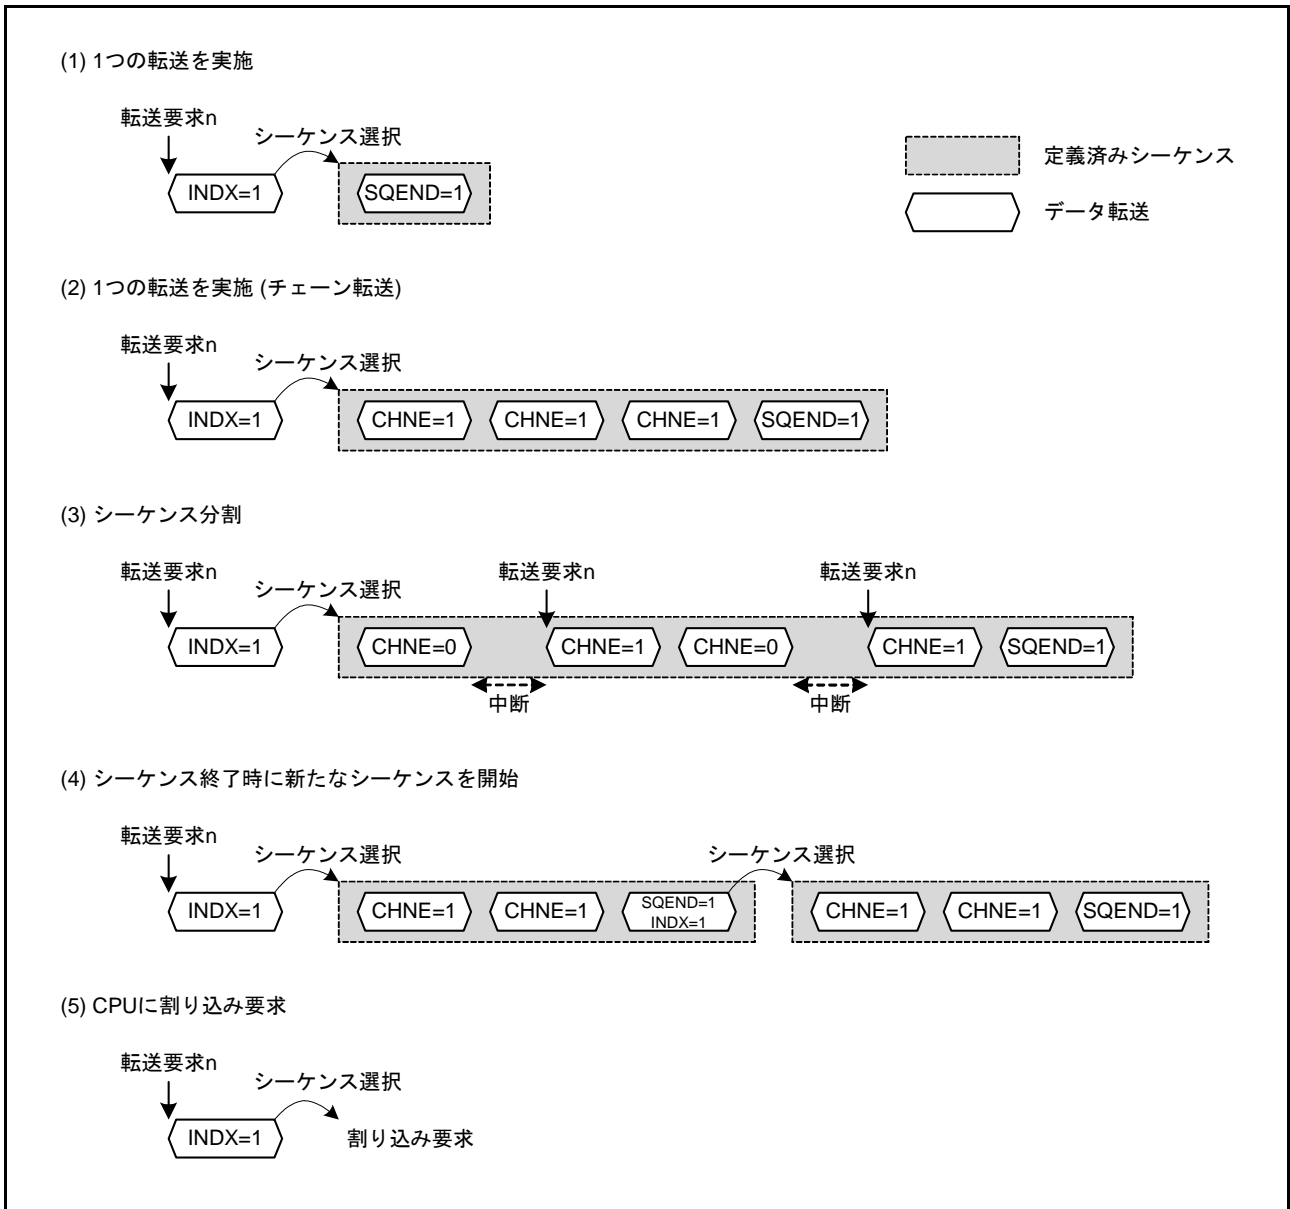 (1) 1つの転送を実施
転送要求n
シーケンス選択
INDX=1
SQEND=1
定義済みシーケンス
データ転送
(2) 1つの転送を実施 (チェーン転送)
転送要求n
シーケンス選択
INDX=1
CHNE=1
CHNE=1
CHNE=1
SQEND=1
(3) シーケンス分割
転送要求n
シーケンス選択
転送要求n
転送要求n
INDX=1
CHNE=0
CHNE=1
CHNE=0
CHNE=1
SQEND=1
中断
中断
(4) シーケンス終了時に新たなシーケンスを開始
転送要求n
シーケンス選択
シーケンス選択
INDX=1
CHNE=1
CHNE=1
SQEND=1
INDX=1
CHNE=1
CHNE=1
SQEND=1
(5) CPUに割り込み要求
転送要求n
シーケンス選択
INDX=1
割り込み要求